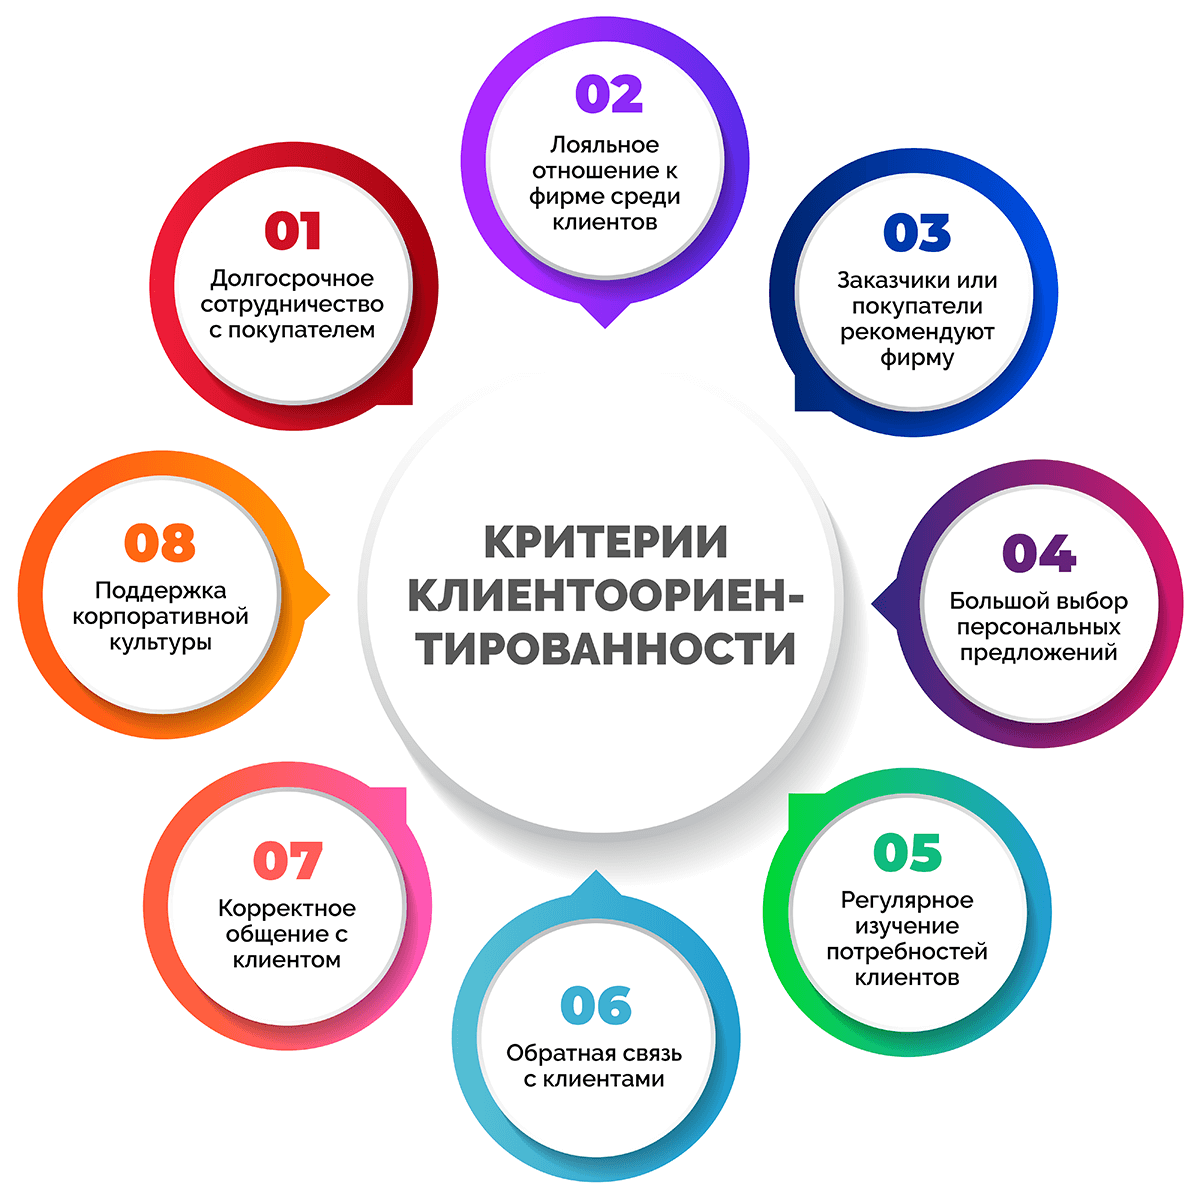 КРИТЕРИИ
КЛИЕНТООРИЕН-
ТИРОВАННОСТИ
01
Долгосрочное
сотрудничество
с покупателем
02
Лояльное
отношение к
фирме среди
клиентов
03
Заказчики или
покупатели
рекомендуют
фирму
04
Большой выбор
персональных
предложений
05
Регулярное
изучение
потребностей
клиентов
06
Обратная связь
с клиентами
07
Корректное
общение с
клиентом
08
Поддержка
корпоративной
культуры